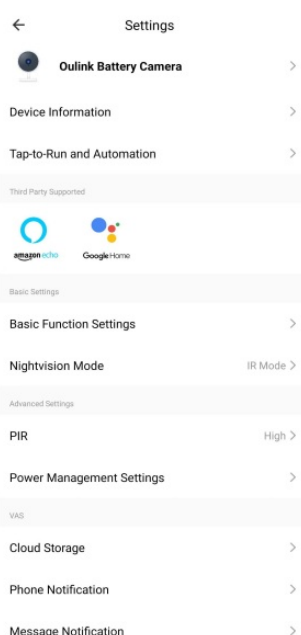 Settings
Oulink Battery Camera
Device Information
Tap-to-Run and Automation
Third Party Supported
amazon echo Google Home
Basic Settings
Basic Function Settings
Nightvision Mode IR Mode
Advanced Settings
PIR High
Power Management Settings
VAS
Cloud Storage
Phone Notification
Message Notification